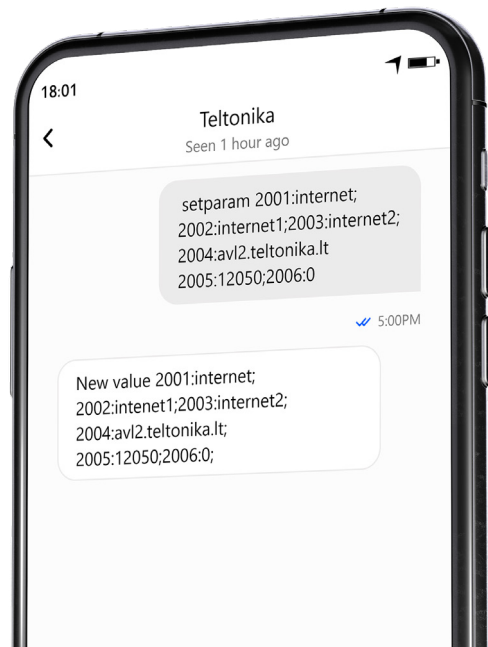 18:01
Teltonika
Seen 1 hour ago
setparam 2001:internet;
2002:internet1;2003:internet2;
2004:avl2.teltonika.lt
2005:12050;2006:0
5:00PM
New value 2001:internet;
2002:intenet1;2003:internet2;
2004:avl2.teltonika.lt;
2005:12050;2006:0;